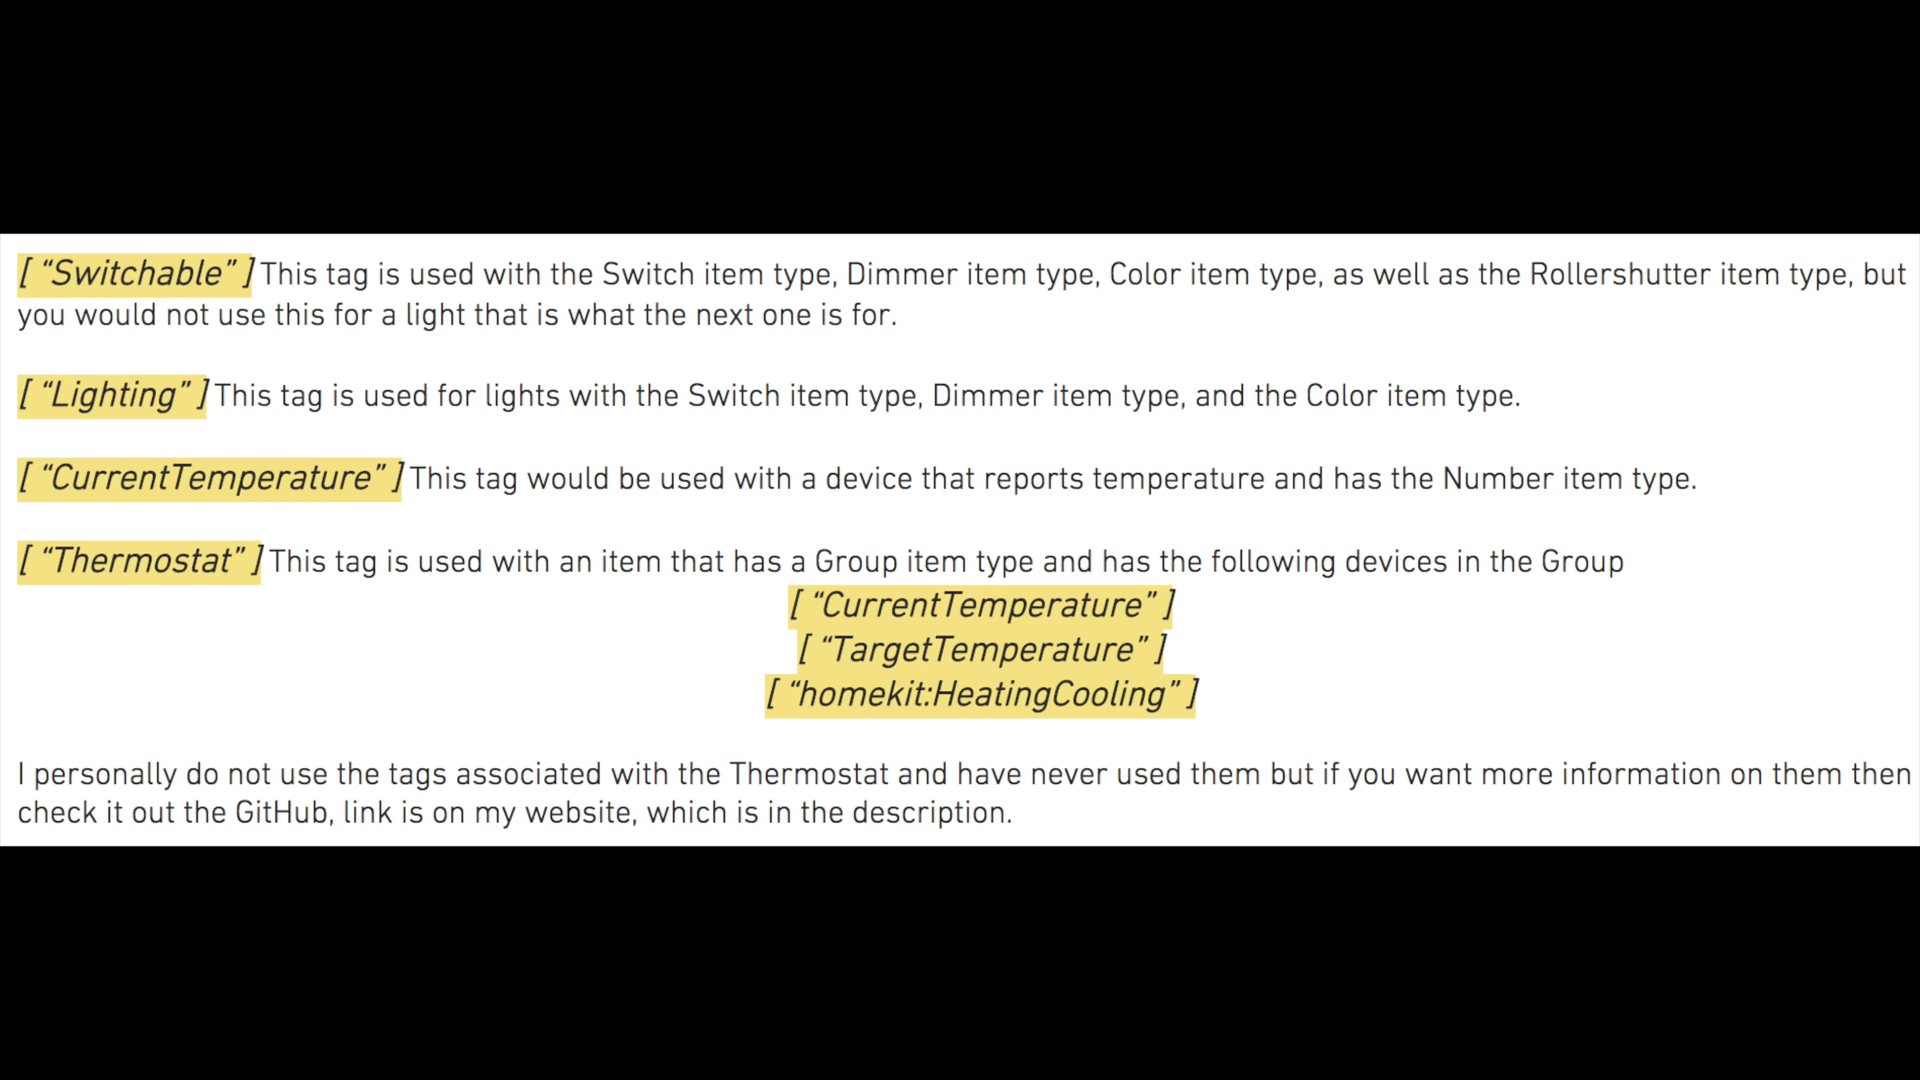 [ “Switchable” ] This tag is used with the Switch item type, Dimmer item type, Color item type, as well as the Rollershutter item type, but
you would not use this for a light that is what the next one is for.
[ “Lighting” ] This tag is used for lights with the Switch item type, Dimmer item type, and the Color item type.
[ “CurrentTemperature” ] This tag would be used with a device that reports temperature and has the Number item type.
[ “Thermostat” ] This tag is used with an item that has a Group item type and has the following devices in the Group
[ “CurrentTemperature” ]
[ “TargetTemperature” ]
[ “homekit:HeatingCooling” ]
I personally do not use the tags associated with the Thermostat and have never used them but if you want more information on them then
check it out the GitHub, link is on my website, which is in the description.